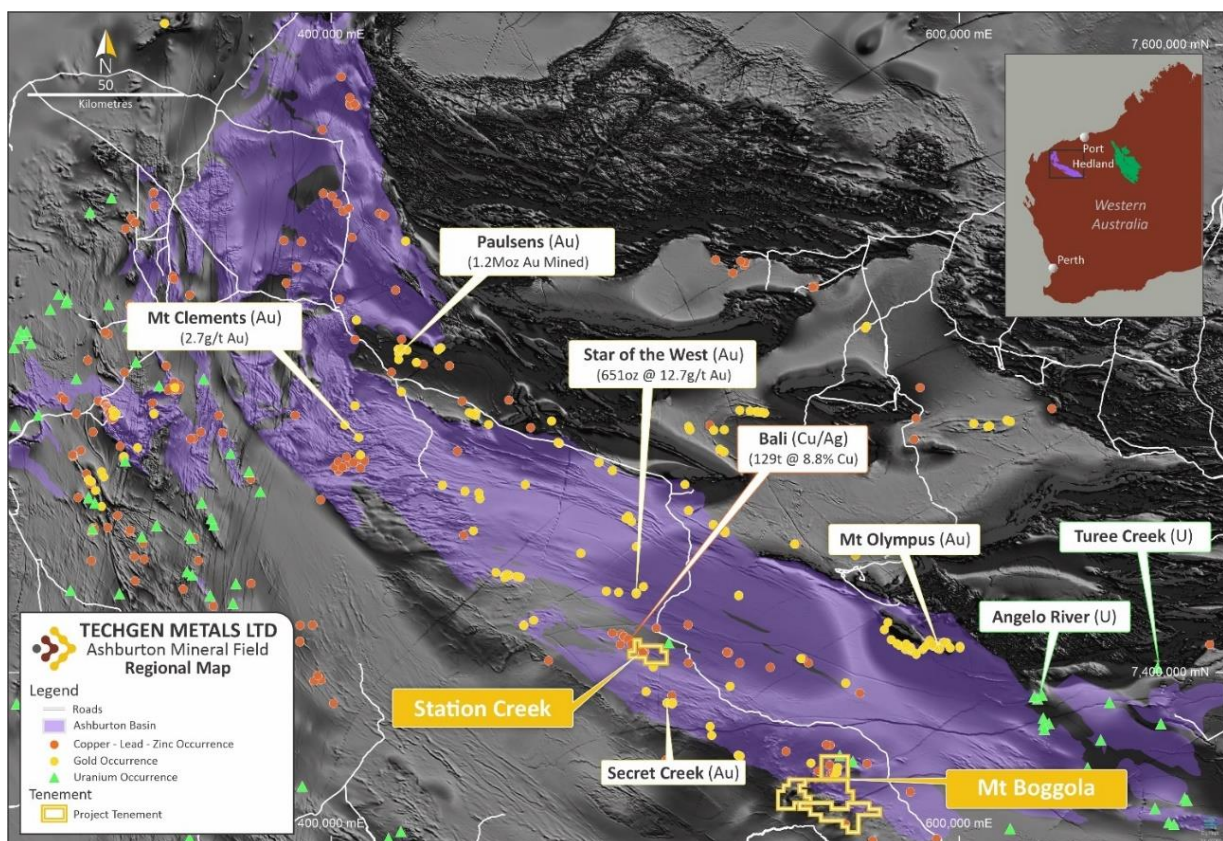 400,000 mE
600,000 mE
7,600,000 mN
N
50
Kilometres
Port
Hedland
Western
Australia
Perth
Paulsens (Au)
(1.2Moz Au Mined)
Mt Clements (Au)
(2.7g/t Au)
Star of the West (Au)
(651oz @ 12.7g/t Au)
Bali (Cu/Ag)
(129t @ 8.8% Cu)
Mt Olympus (Au)
Turee Creek (U)
Angelo River (U)
7,400,000 mN
Station Creek
Secret Creek (Au)
Mt Boggola
TECHGEN METALS LTD
Ashburton Mineral Field
Regional Map
Legend
Roads
Ashburton Basin
Copper - Lead - Zinc Occurrence
Gold Occurrence
Uranium Occurrence
Tenement
Project Tenement
400,000 mE
600,000 mE